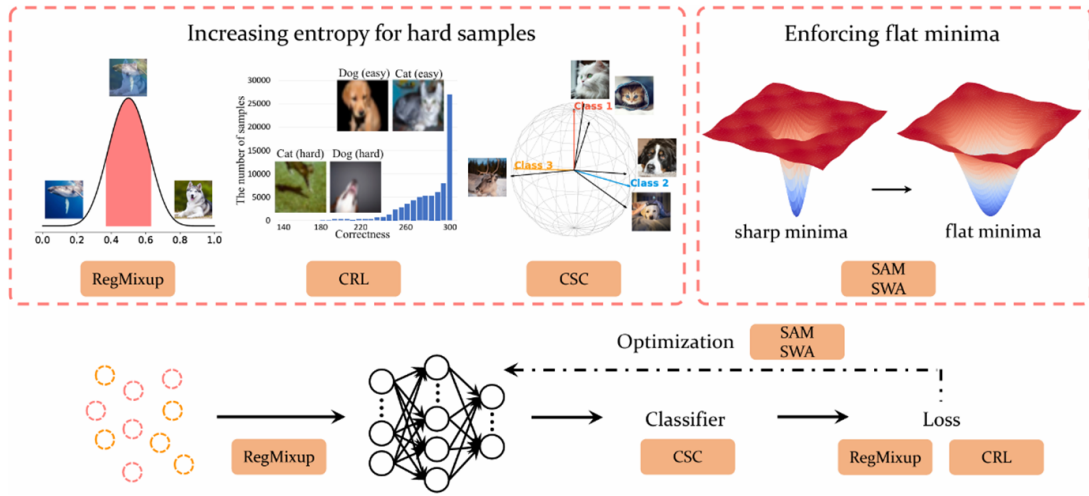 Increasing entropy for hard samples
Enforcing flat minima
0.0 0.2 0.4 0.6 0.8 1.0
RegMixup
The number of samples
30000
25000
20000
15000
10000
5000
0
Dog (easy) Cat (easy)
Cat (hard) Dog (hard)
140 180 220 260 300
Correctness
CRL
Class 1
Class 3
Class 2
CSC
sharp minima
flat minima
SAM
SWA
Optimization
SAM
SWA
RegMixup
Classifier
CSC
Loss
RegMixup
CRL